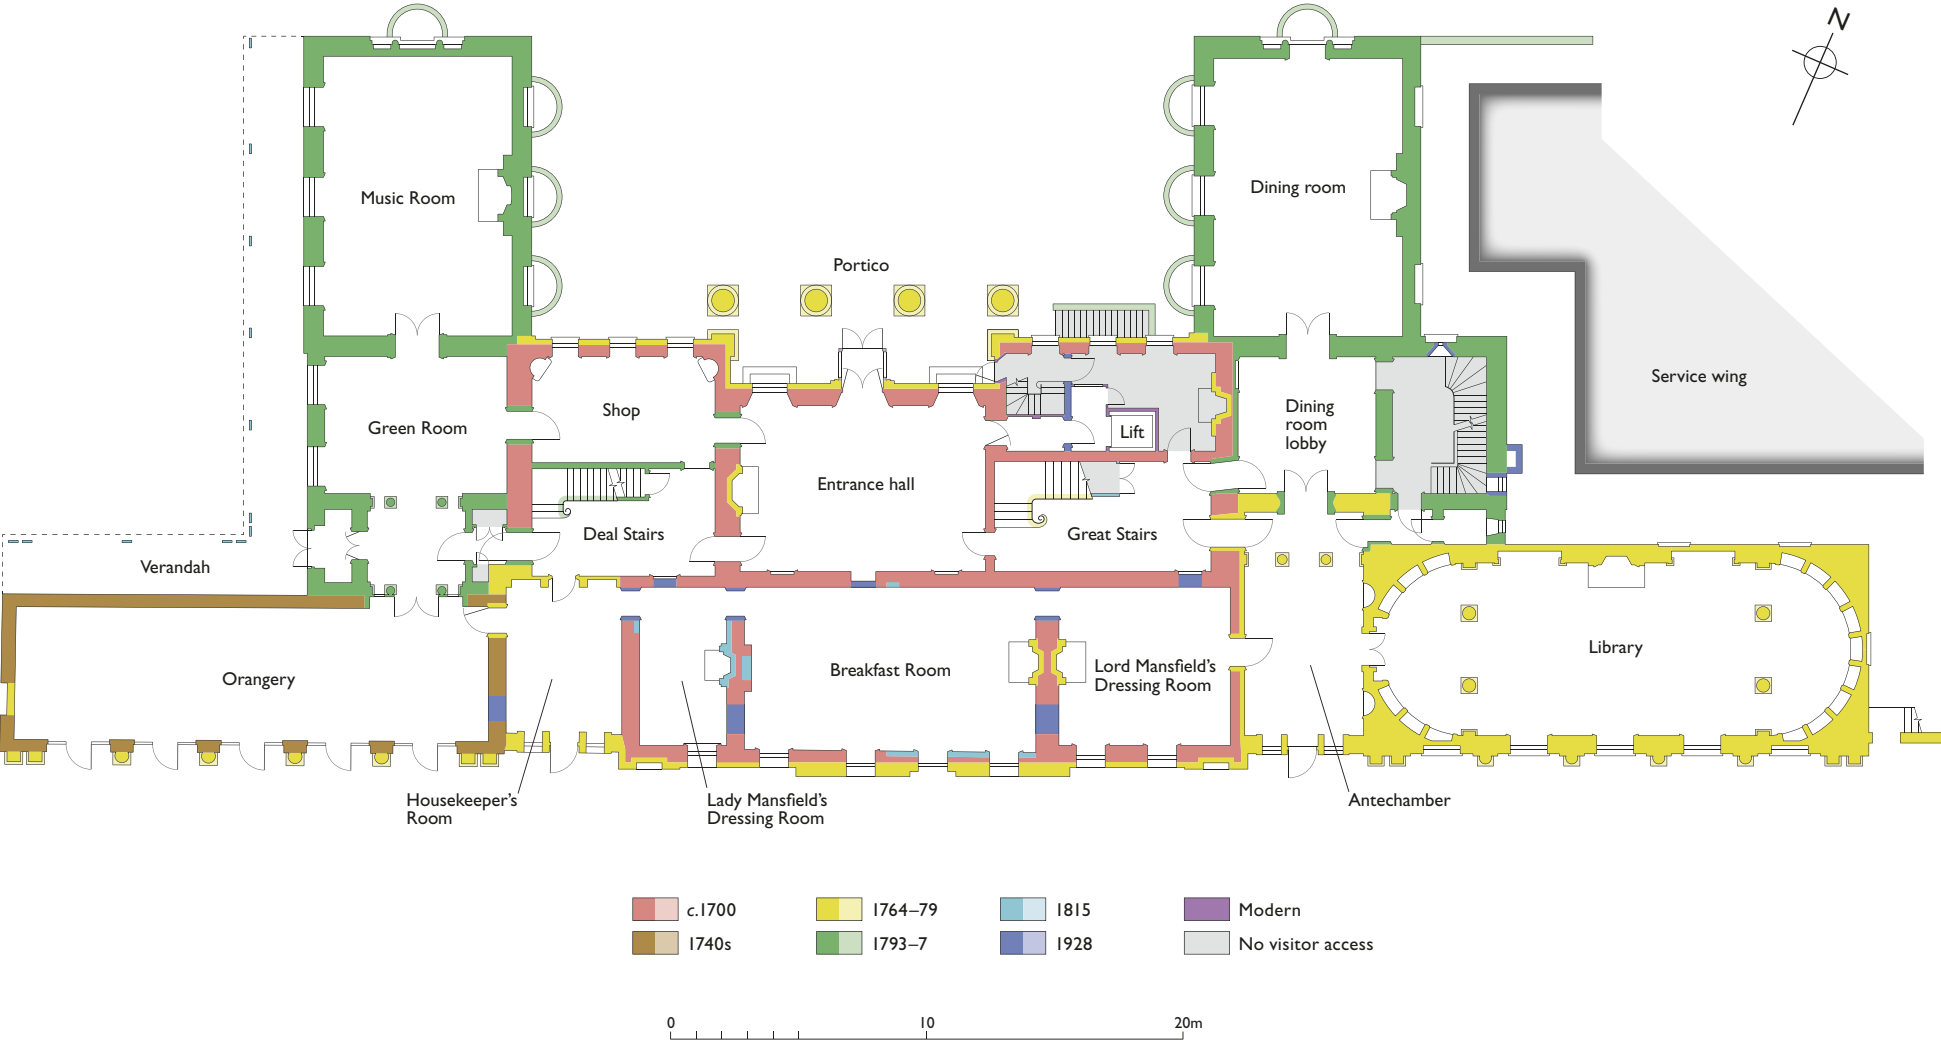 N
Music Room
Dining room
Portico
Service wing
Shop
Green Room
Dining
room
lobby
Lift
Entrance hall
Deal Stairs
Great Stairs
Verandah
Orangery
Breakfast Room
Lord Mansfield’s
Dressing Room
Library
Housekeeper’s
Room
Lady Mansfield’s
Dressing Room
Antechamber
c.1700
1764–79
1815
Modern
1740s
1793–7
1928
No visitor access
0 10 20m